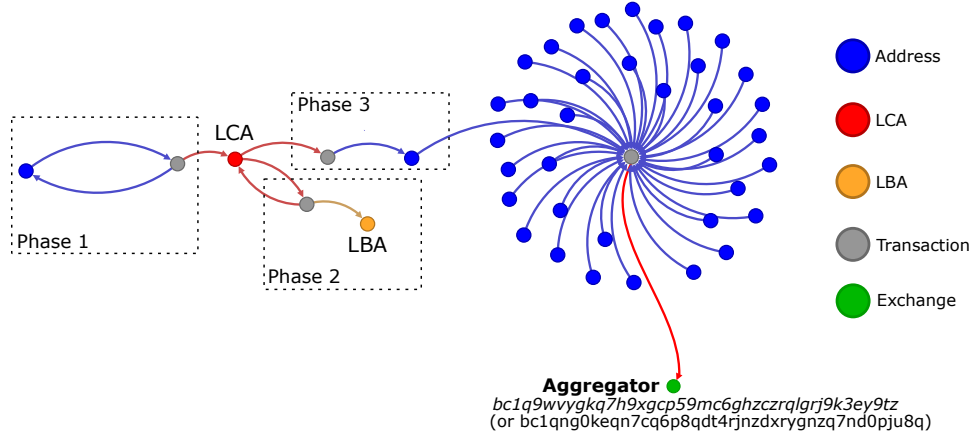 Phase 1
LCA
Phase 3
Phase 2
LBA
Address
LCA
LBA
Transaction
Exchange
Aggregator
bc1q9wvygkq7h9xgcp59mc6ghzczrqlgrj9k3ey9tz
(or bc1qng0keqn7cq6p8qdt4rjnzdxrygnzq7nd0pju8q)